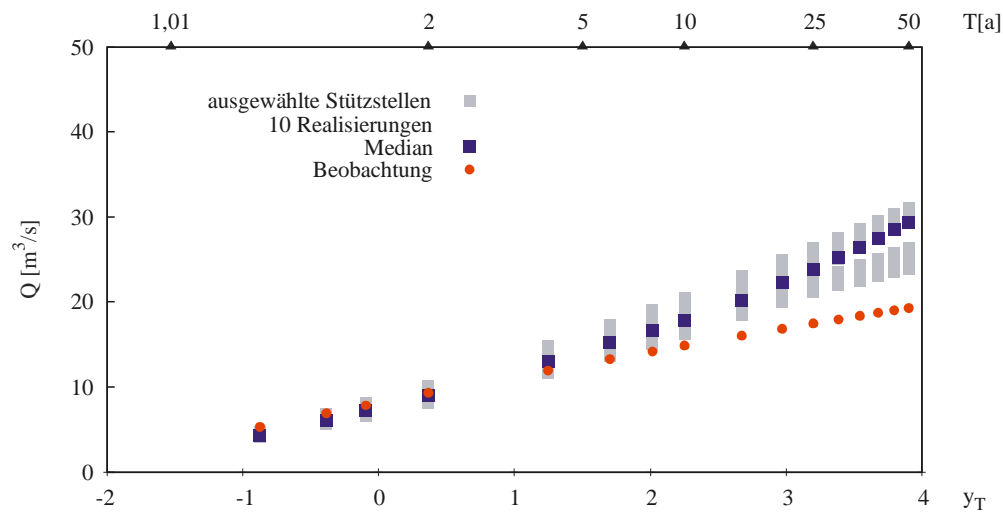 1,01 2 5 10 25 50 T[a]
50
ausgewählte Stützstellen
10 Realisierungen
Median
Beobachtung
40
30
20
10
0
Q [m³/s]
-2 -1 0 1 2 3 4 y_T